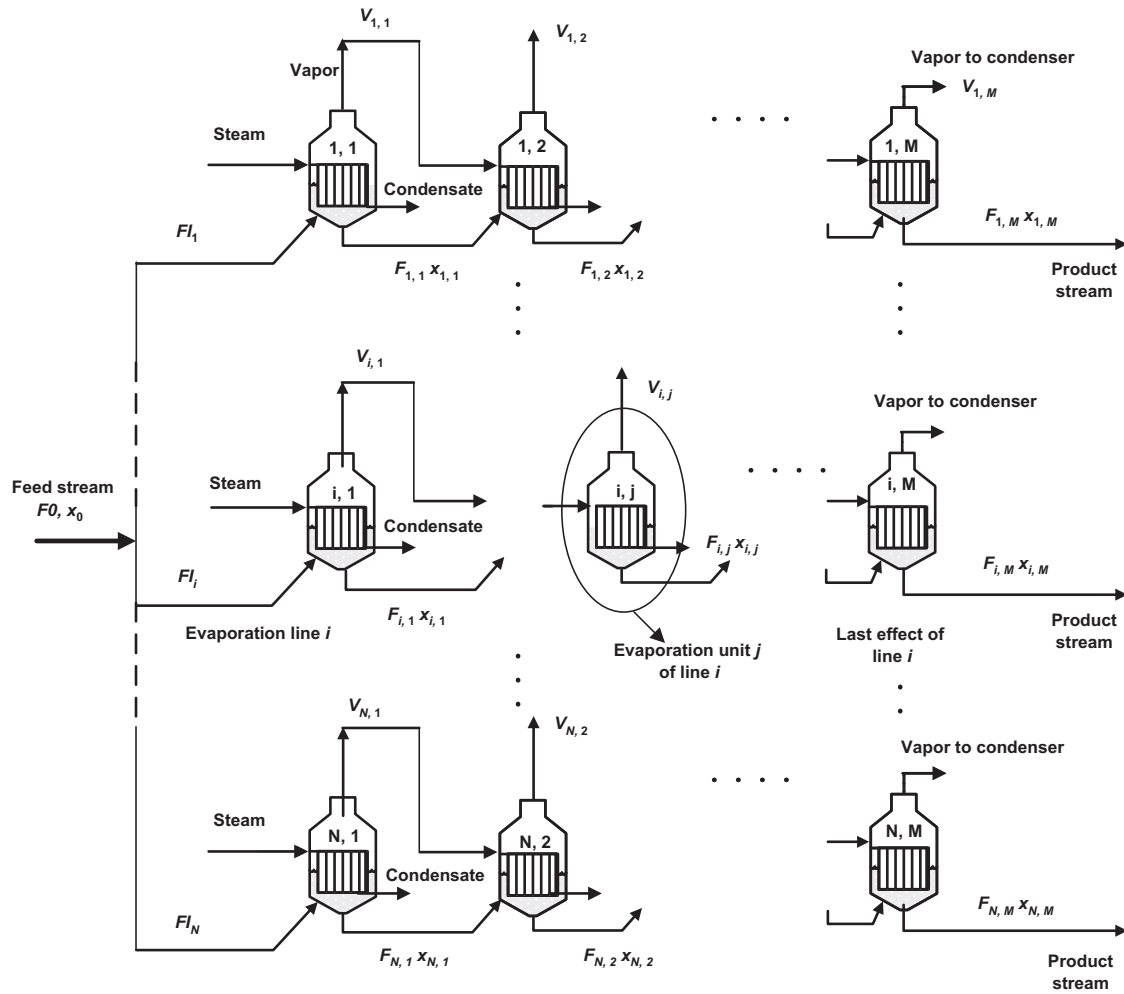 V1, 1
V1, 2
Vapor
Vapor to condenser
V1, M
Steam
1, 1
1, 2
1, M
Condensate
FI1
F1, 1 x1, 1
F1, 2 x1, 2
F1, M x1, M
Product
stream
Vi, 1
Vi, j
Vapor to condenser
Feed stream
F0, x0
Steam
i, 1
i, j
i, M
Condensate
Fi, j xi, j
FIi
Fi, 1 xi, 1
Fi, M xi, M
Evaporation line i
Evaporation unit j
of line i
Last effect of
line i
Product
stream
VN, 1
VN, 2
Vapor to condenser
Steam
N, 1
N, 2
N, M
Condensate
FIN
FN, 1 xN, 1
FN, 2 xN, 2
FN, M xN, M
Product
stream